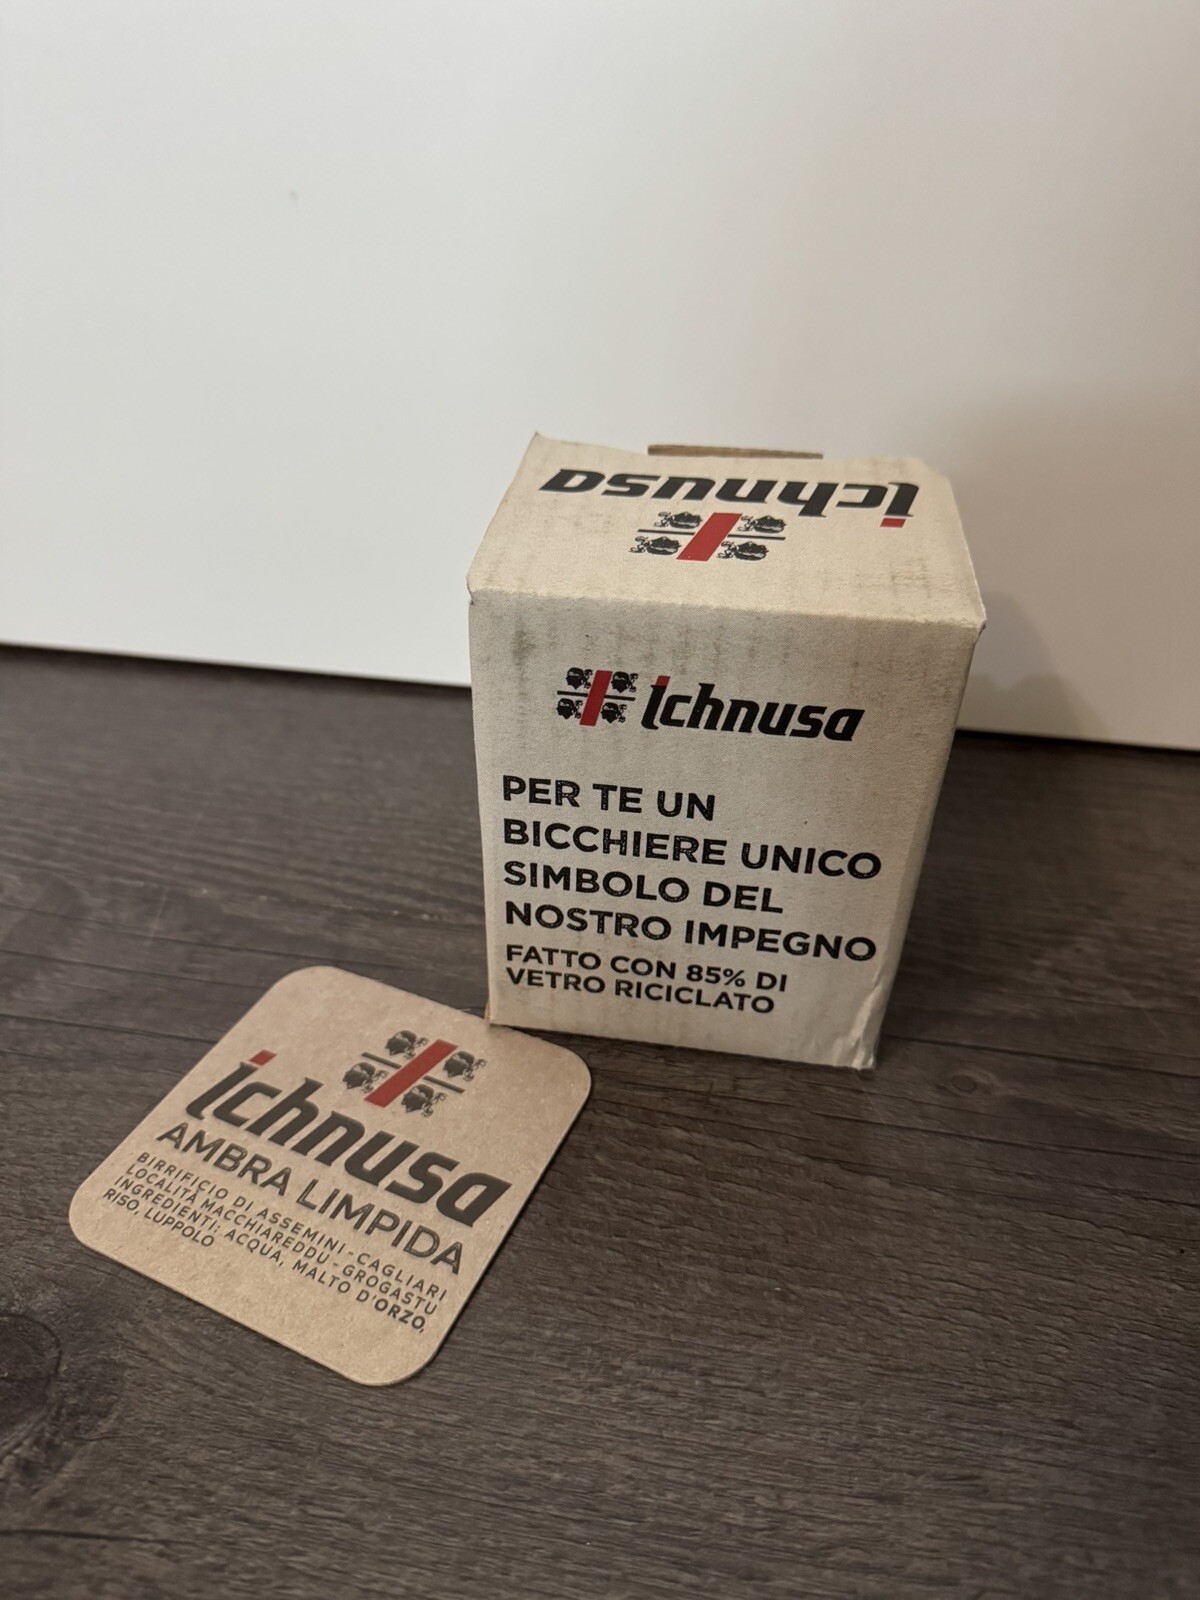 ichnusa
ichnusa
PER TE UN
BICCHIERE UNICO
SIMBOLO DEL
NOSTRO IMPEGNO
FATTO CON 85% DI
VETRO RICICLATO
ichnusa
AMBRA LIMPIDA
BIRRIFICIO DI ASSEMINI - CAGLIARI
LOCALITÀ MACCHIAREDDU - GROGASTU
INGREDIENTI: ACQUA, MALTO D'ORZO,
RISO, LUPPOLO